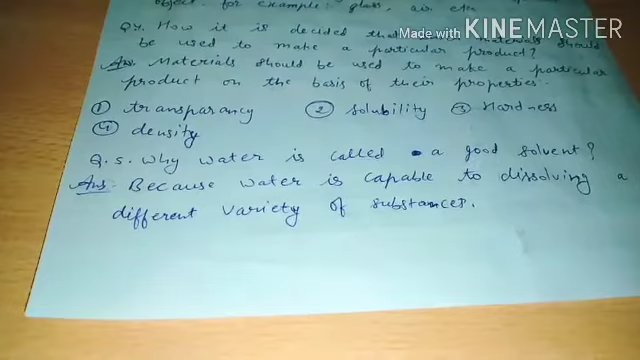 object. for example: glass, air etc.
Made with KINEMASTER
Q4. How it is decided that materials should
be used to make a particular product?
Ans. Materials should be used to make a particular
product on the basis of their properties.
① transparancy ② solubility ③ Hardness
④ density
Q.5. Why water is called a good solvent?
Ans. Because water is capable to dissolving a
different variety of substances.